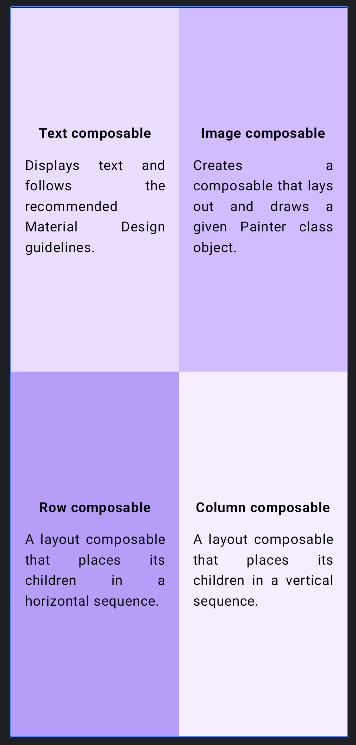 Text composable
Displays text and
follows the
recommended
Material Design
guidelines.
Image composable
Creates a
composable that lays
out and draws a
given Painter class
object.
Row composable
A layout composable
that places its
children in a
horizontal sequence.
Column composable
A layout composable
that places its
children in a vertical
sequence.